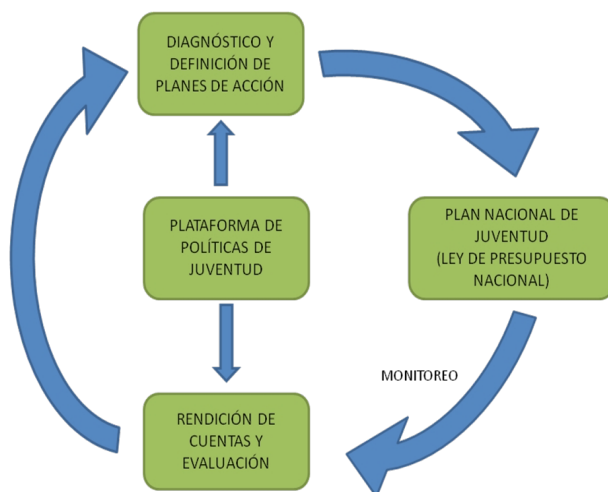 DIAGNÓSTICO Y
DEFINICIÓN DE
PLANES DE ACCIÓN
PLATAFORMA DE
POLÍTICAS DE
JUVENTUD
PLAN NACIONAL DE
JUVENTUD
(LEY DE PRESUPUESTO
NACIONAL)
MONITOREO
RENDICIÓN DE
CUENTAS Y
EVALUACIÓN